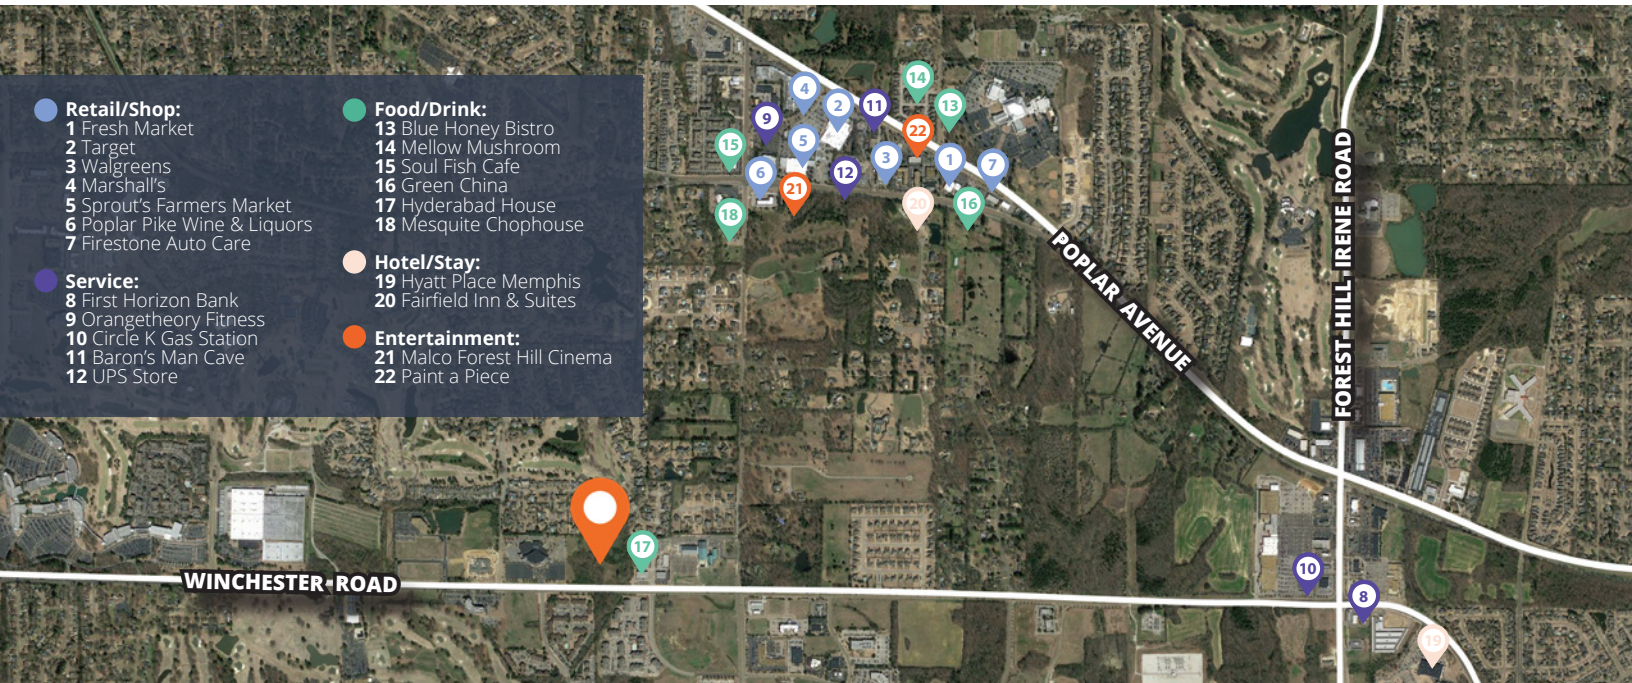 Retail/Shop:
1 Fresh Market
2 Target
3 Walgreens
4 Marshall’s
5 Sprout’s Farmers Market
6 Poplar Pike Wine & Liquors
7 Firestone Auto Care
Service:
8 First Horizon Bank
9 Orangetheory Fitness
10 Circle K Gas Station
11 Baron’s Man Cave
12 UPS Store
Food/Drink:
13 Blue Honey Bistro
14 Mellow Mushroom
15 Soul Fish Cafe
16 Green China
17 Hyderabad House
18 Mesquite Chophouse
Hotel/Stay:
19 Hyatt Place Memphis
20 Fairfield Inn & Suites
Entertainment:
21 Malco Forest Hill Cinema
22 Paint a Piece
14
4
2
11
13
9
22
15
5
3
1
7
6
12
21
20
16
18
POPLAR AVENUE
FOREST HILL IRENE ROAD
17
WINCHESTER ROAD
10
8
19